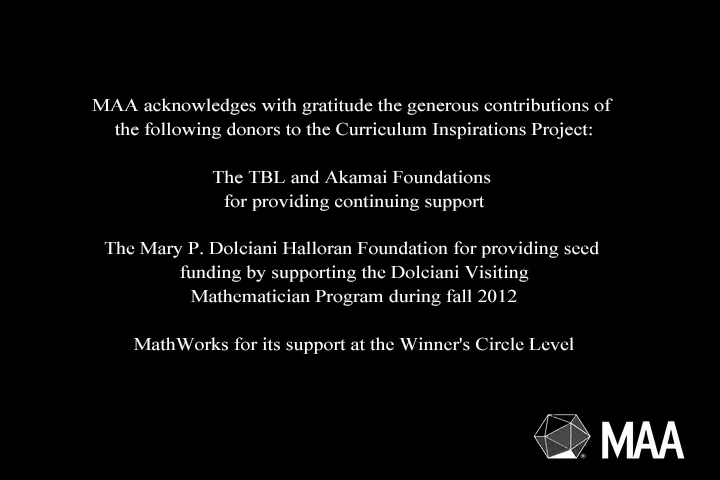 MAA acknowledges with gratitude the generous contributions of
the following donors to the Curriculum Inspirations Project:
The TBL and Akamai Foundations
for providing continuing support
The Mary P. Dolciani Halloran Foundation for providing seed
funding by supporting the Dolciani Visiting
Mathematician Program during fall 2012
MathWorks for its support at the Winner's Circle Level
® MAA